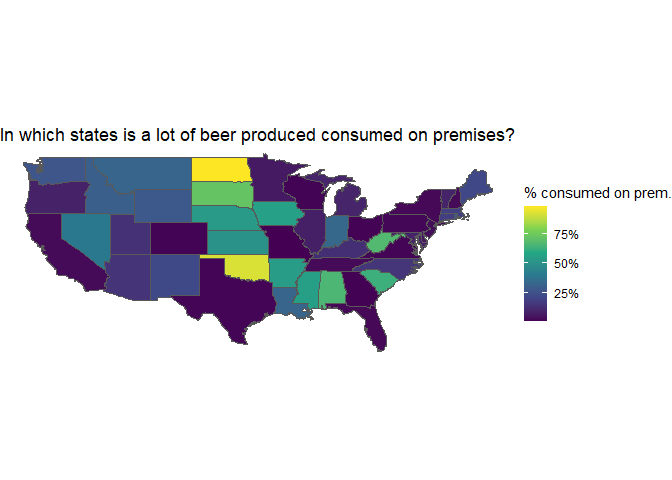 In which states is a lot of beer produced consumed on premises?
% consumed on prem.
75%
50%
25%